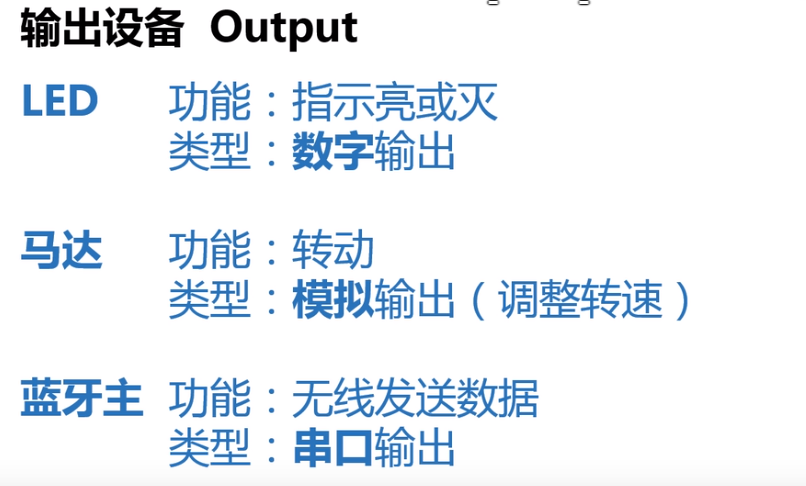 输出设备 Output
LED 功能：指示亮或灭
类型：数字输出
马达 功能：转动
类型：模拟输出（调整转速）
蓝牙主 功能：无线发送数据
类型：串口输出